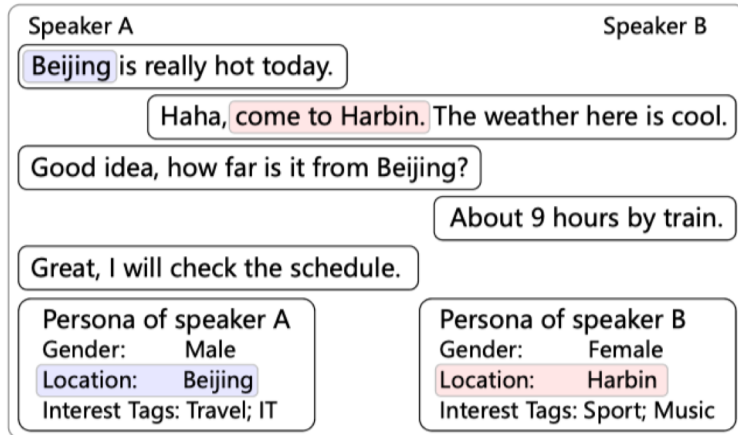 Speaker A
Speaker B
Beijing is really hot today.
Haha, come to Harbin. The weather here is cool.
Good idea, how far is it from Beijing?
About 9 hours by train.
Great, I will check the schedule.
Persona of speaker A
Gender: Male
Location: Beijing
Interest Tags: Travel; IT
Persona of speaker B
Gender: Female
Location: Harbin
Interest Tags: Sport; Music